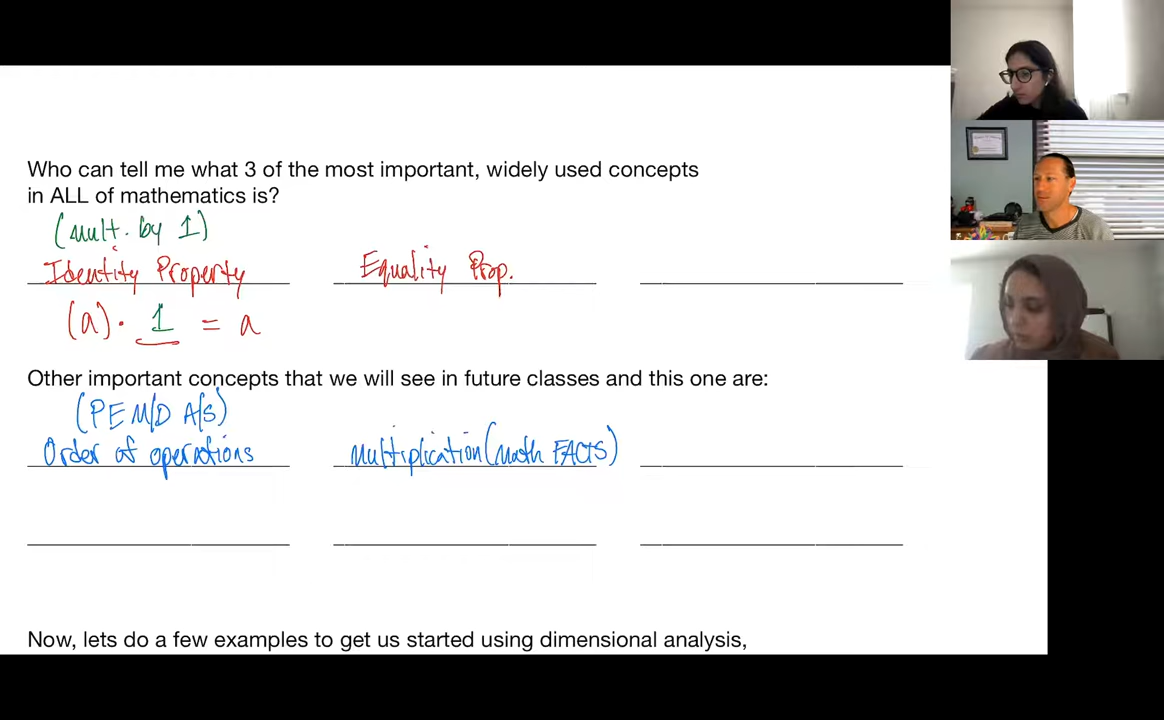 Who can tell me what 3 of the most important, widely used concepts
in ALL of mathematics is?
(mult. by 1)
Identity Property Equality Prop.
(a) · 1 = a
Other important concepts that we will see in future classes and this one are:
(PE M/D A/S)
Order of operations multiplication (math FACTS)
Now, lets do a few examples to get us started using dimensional analysis,